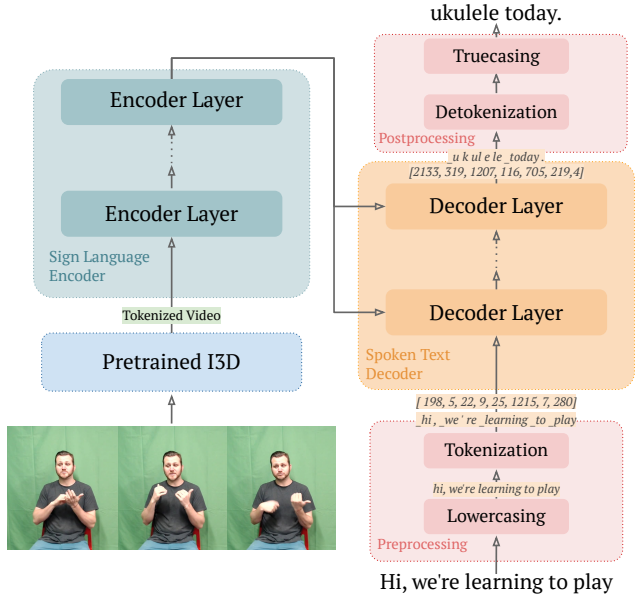 ukulele today.
Truecasing
Detokenization
Postprocessing
_u k ul e le _today .
[2133, 319, 1207, 116, 705, 219,4]
Encoder Layer
Encoder Layer
Sign Language
Encoder
Tokenized Video
Pretrained I3D
Decoder Layer
Decoder Layer
Spoken Text
Decoder
[ 198, 5, 22, 9, 25, 1215, 7, 280]
_hi , _we ' re _learning _to _play
Tokenization
hi, we're learning to play
Lowercasing
Preprocessing
Hi, we're learning to play